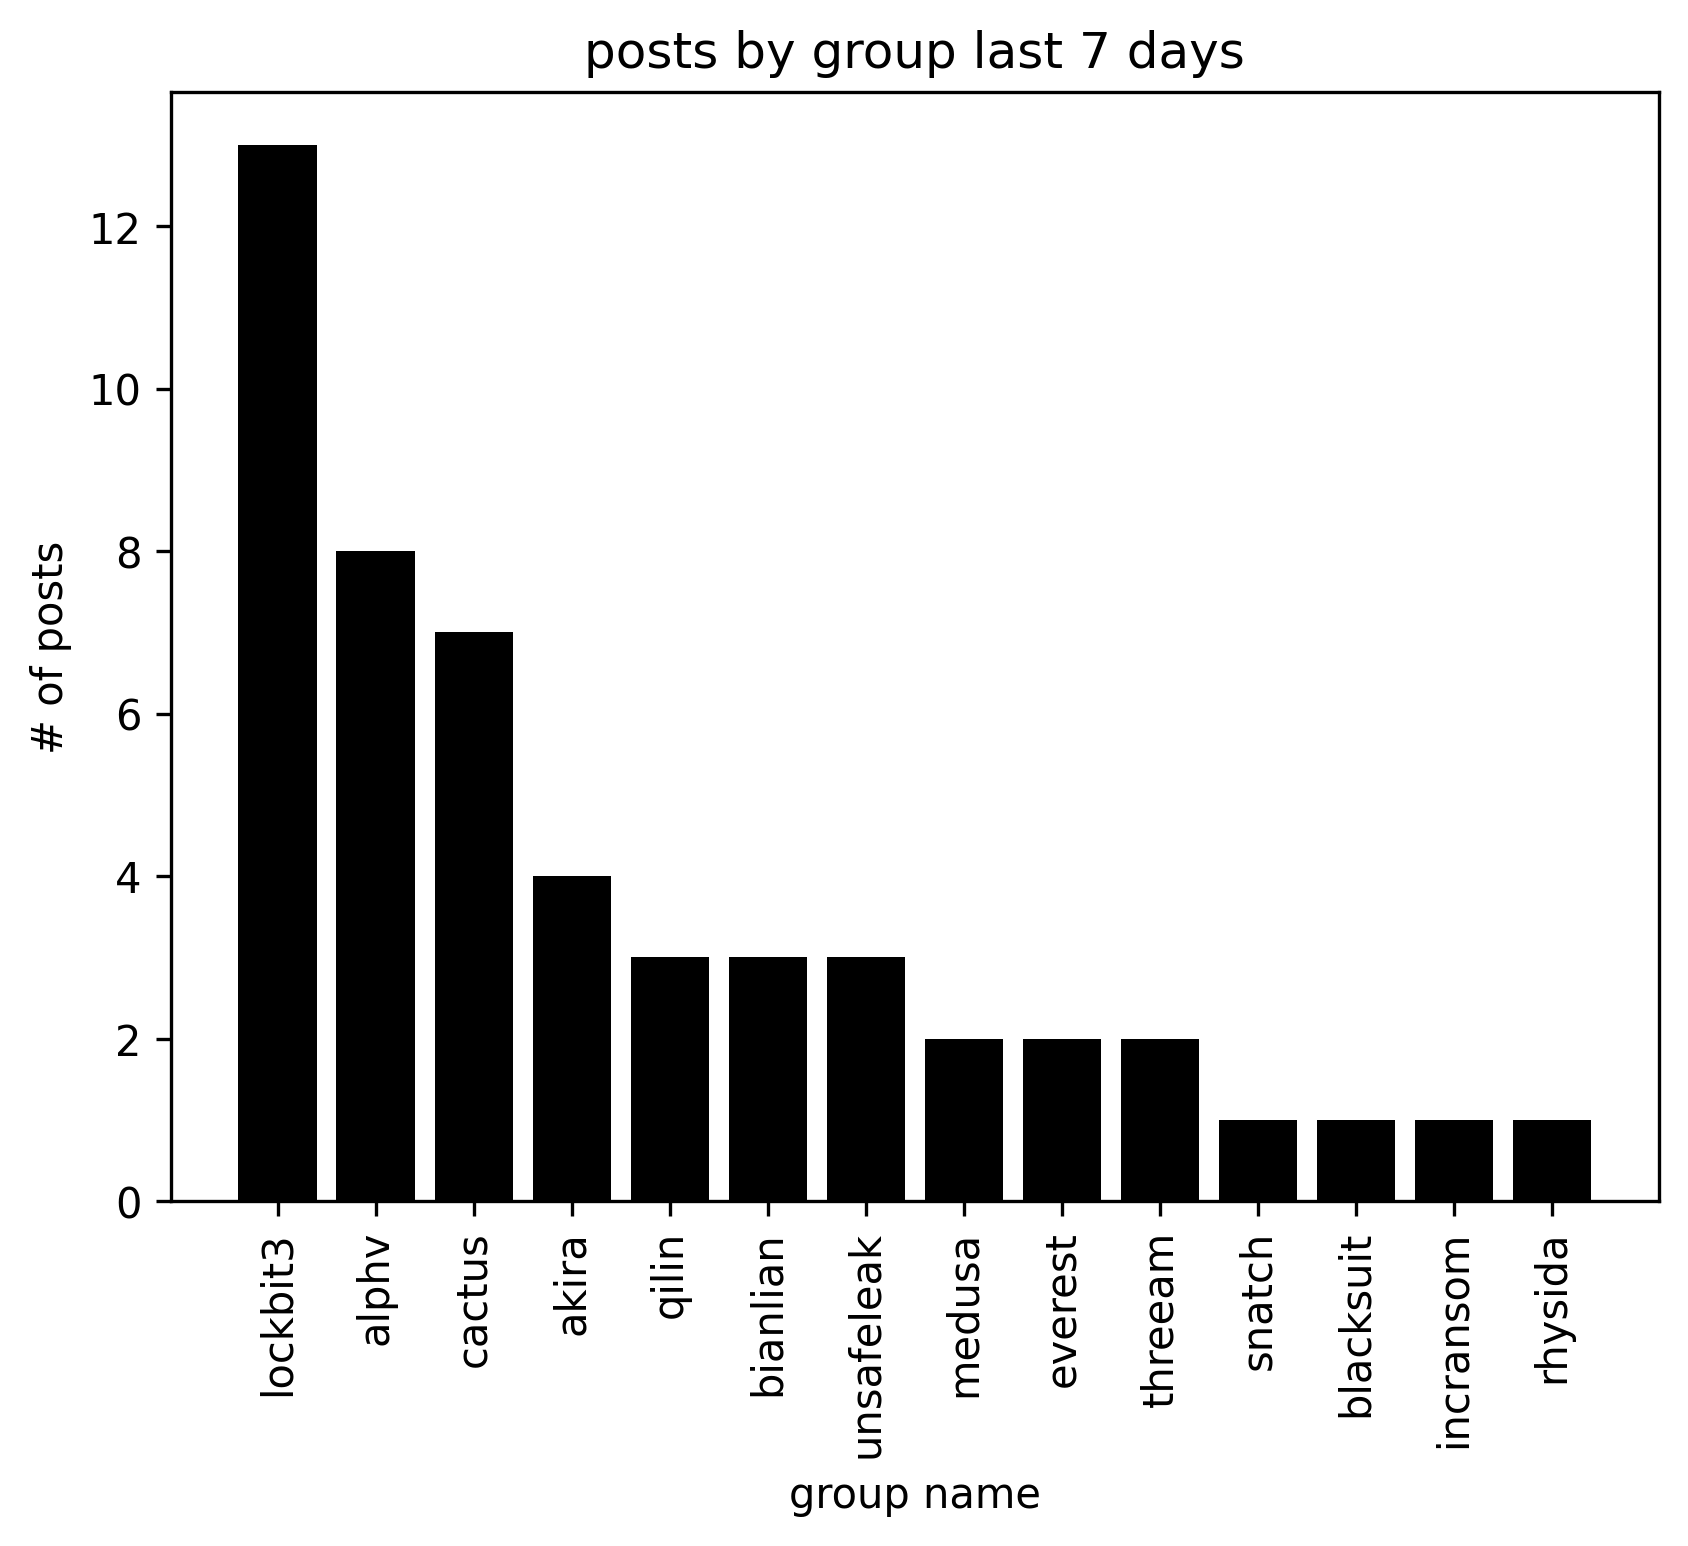 posts by group last 7 days
# of posts
12
10
8
6
4
2
0
lockbit3
alphv
cactus
akira
qilin
bianlian
unsafeleak
medusa
everest
threeam
snatch
blacksuit
incransom
rhysida
group name